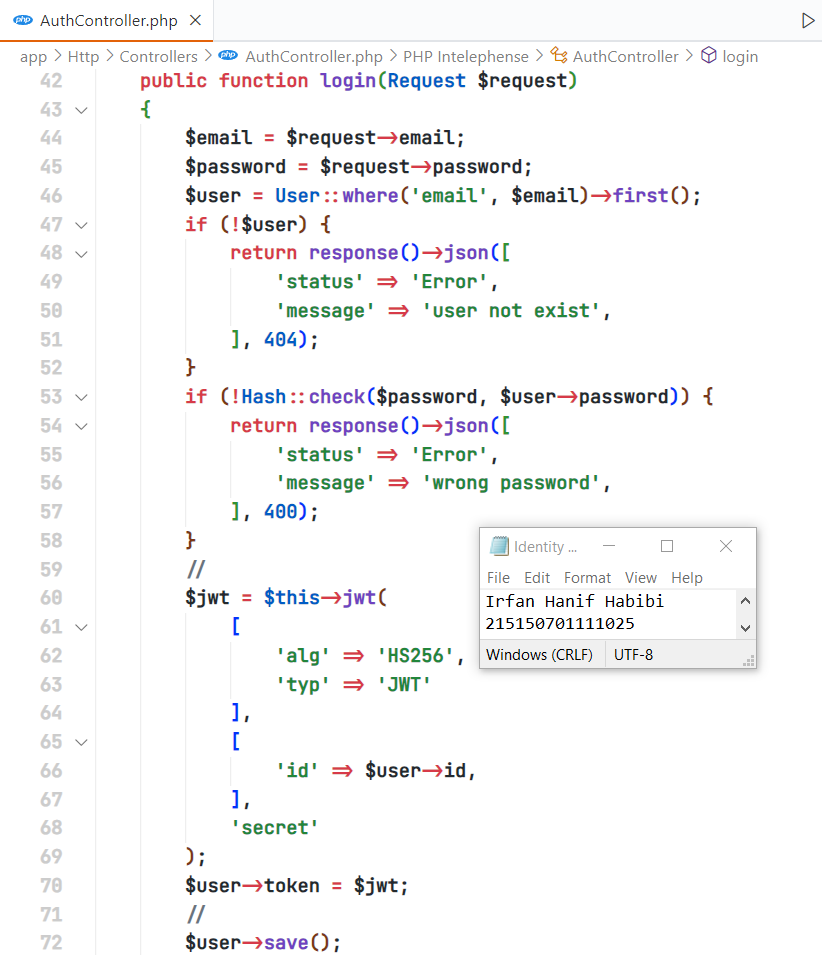 php AuthController.php ×
app > Http > Controllers > php AuthController.php > PHP Intelephense > AuthController > login
42 public function login(Request $request)
43 {
44 $email = $request->email;
45 $password = $request->password;
46 $user = User::where('email', $email)->first();
47 if (!$user) {
48 return response()->json([
49 'status' => 'Error',
50 'message' => 'user not exist',
51 ], 404);
52 }
53 if (!Hash::check($password, $user->password)) {
54 return response()->json([
55 'status' => 'Error',
56 'message' => 'wrong password',
57 ], 400);
58 }
59 //
60 $jwt = $this->jwt(
61 [
62 'alg' => 'HS256',
63 'typ' => 'JWT'
64 ],
65 [
66 'id' => $user->id,
67 ],
68 'secret'
69 );
70 $user->token = $jwt;
71 //
72 $user->save();
Identity ...
File Edit Format View Help
Irfan Hanif Habibi
215150701111025
Windows (CRLF) UTF-8